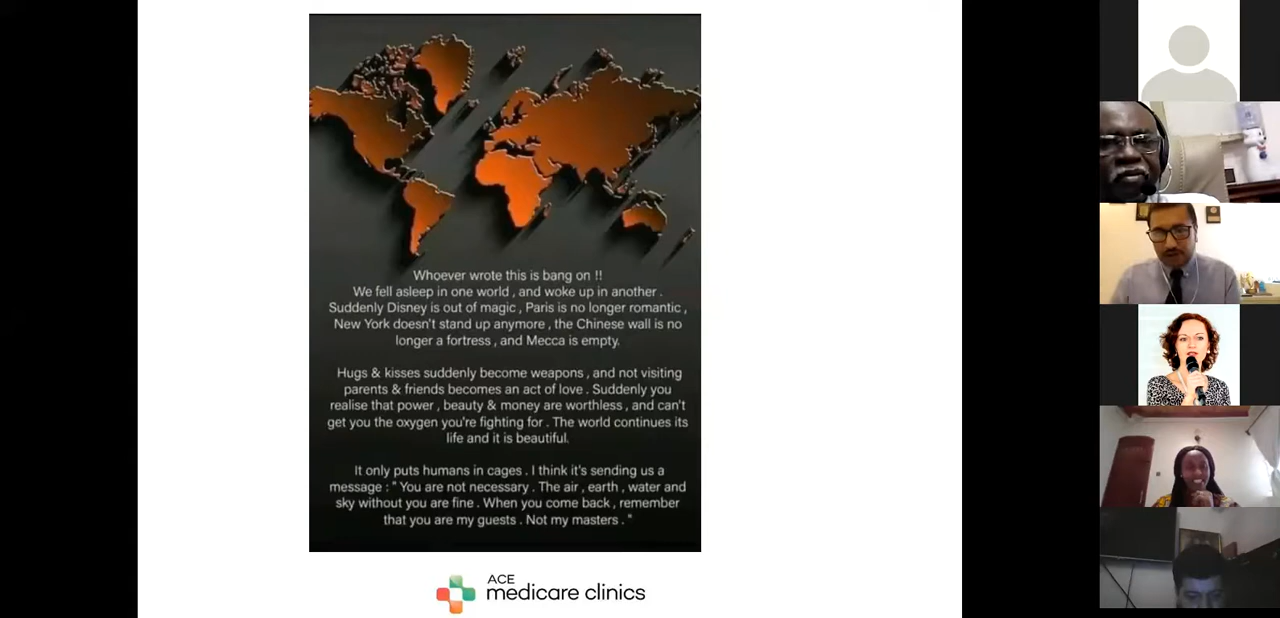 Whoever wrote this is bang on !!
We fell asleep in one world , and woke up in another .
Suddenly Disney is out of magic , Paris is no longer romantic ,
New York doesn't stand up anymore , the Chinese wall is no
longer a fortress , and Mecca is empty.
Hugs & kisses suddenly become weapons , and not visiting
parents & friends becomes an act of love . Suddenly you
realise that power , beauty & money are worthless , and can't
get you the oxygen you're fighting for . The world continues its
life and it is beautiful.
It only puts humans in cages . I think it's sending us a
message : " You are not necessary . The air , earth , water and
sky without you are fine . When you come back , remember
that you are my guests . Not my masters . "
ACE
medicare clinics